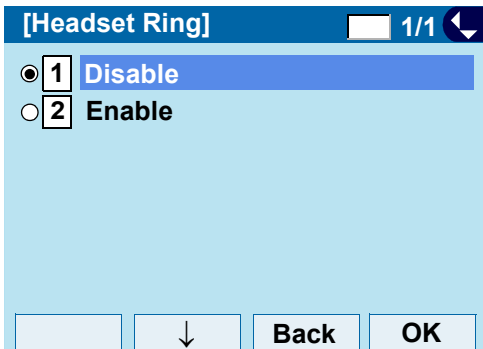 [Headset Ring] 1/1
1 Disable
2 Enable
↓ Back OK